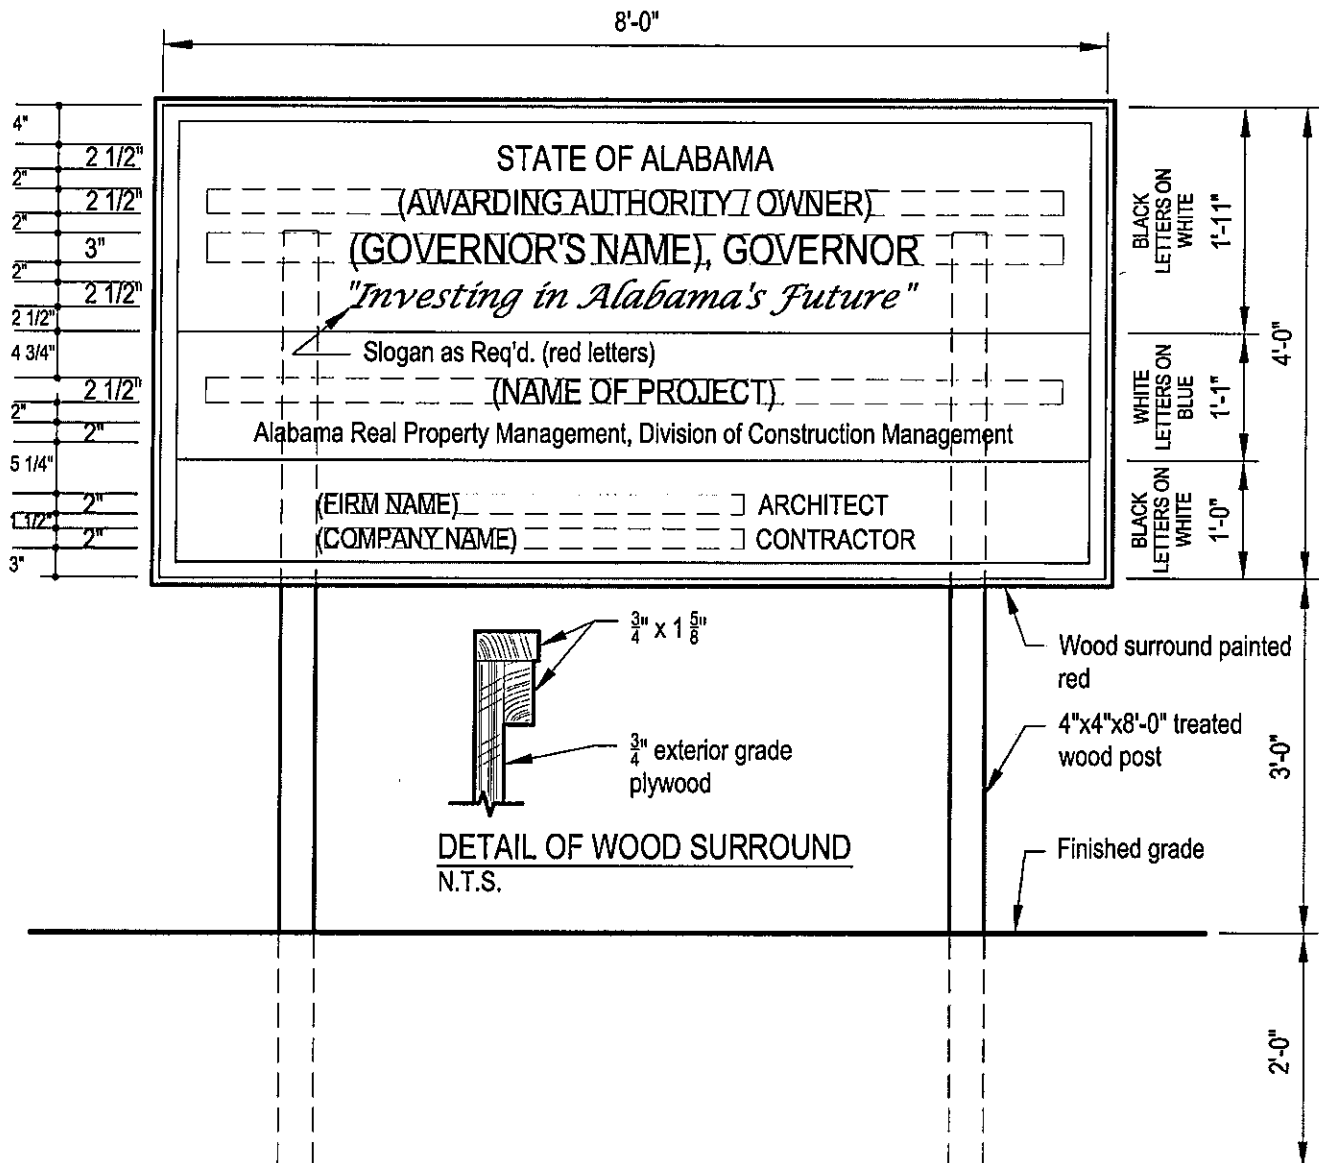 8'-0"
4"
2 1/2"
2"
2 1/2"
2"
3"
2"
2 1/2"
2 1/2"
4 3/4"
2 1/2"
2"
2"
5 1/4"
2"
1 1/2"
2"
3"
STATE OF ALABAMA
(AWARDING AUTHORITY / OWNER)
(GOVERNOR'S NAME), GOVERNOR
"Investing in Alabama's Future"
Slogan as Req'd. (red letters)
(NAME OF PROJECT)
Alabama Real Property Management, Division of Construction Management
(FIRM NAME) ARCHITECT
(COMPANY NAME) CONTRACTOR
BLACK
LETTERS ON
WHITE
1'-11"
WHITE
LETTERS ON
BLUE
1'-1"
BLACK
LETTERS ON
WHITE
1'-0"
4'-0"
3/4" x 1 5/8"
3/4" exterior grade
plywood
DETAIL OF WOOD SURROUND
N.T.S.
Wood surround painted
red
4"x4"x8'-0" treated
wood post
Finished grade
3'-0"
2'-0"